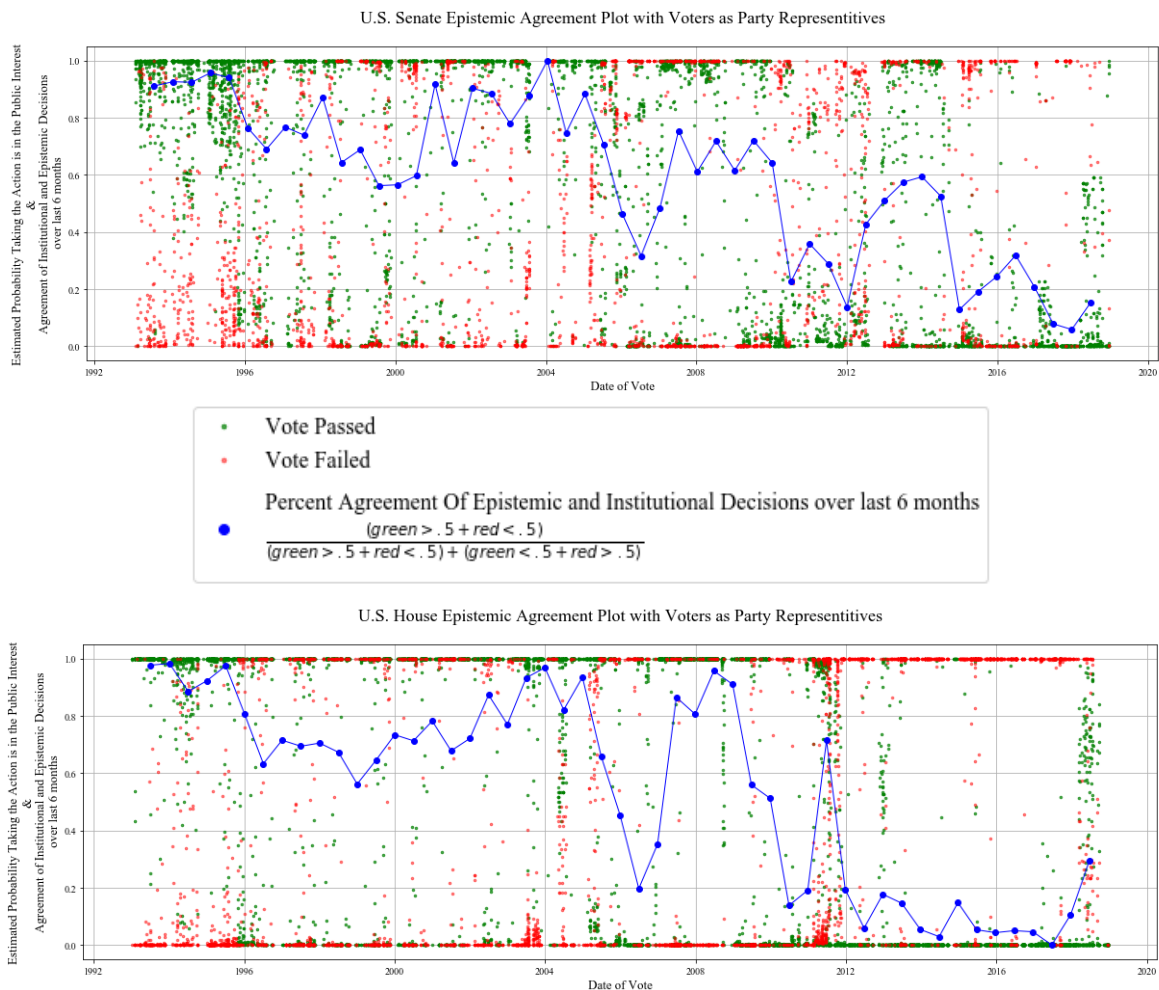 U.S. Senate Epistemic Agreement Plot with Voters as Party Representitives
Estimated Probability Taking the Action is in the Public Interest
&
Agreement of Institutional and Epistemic Decisions
over last 6 months
1.0
0.8
0.6
0.4
0.2
0.0
1992
1996
2000
2004
2008
2012
2016
2020
Date of Vote
Vote Passed
Vote Failed
Percent Agreement Of Epistemic and Institutional Decisions over last 6 months
(green>.5+red<.5)
(green>.5+red<.5)+(green<.5+red>.5)
U.S. House Epistemic Agreement Plot with Voters as Party Representitives
Estimated Probability Taking the Action is in the Public Interest
&
Agreement of Institutional and Epistemic Decisions
over last 6 months
1.0
0.8
0.6
0.4
0.2
0.0
1992
1996
2000
2004
2008
2012
2016
2020
Date of Vote